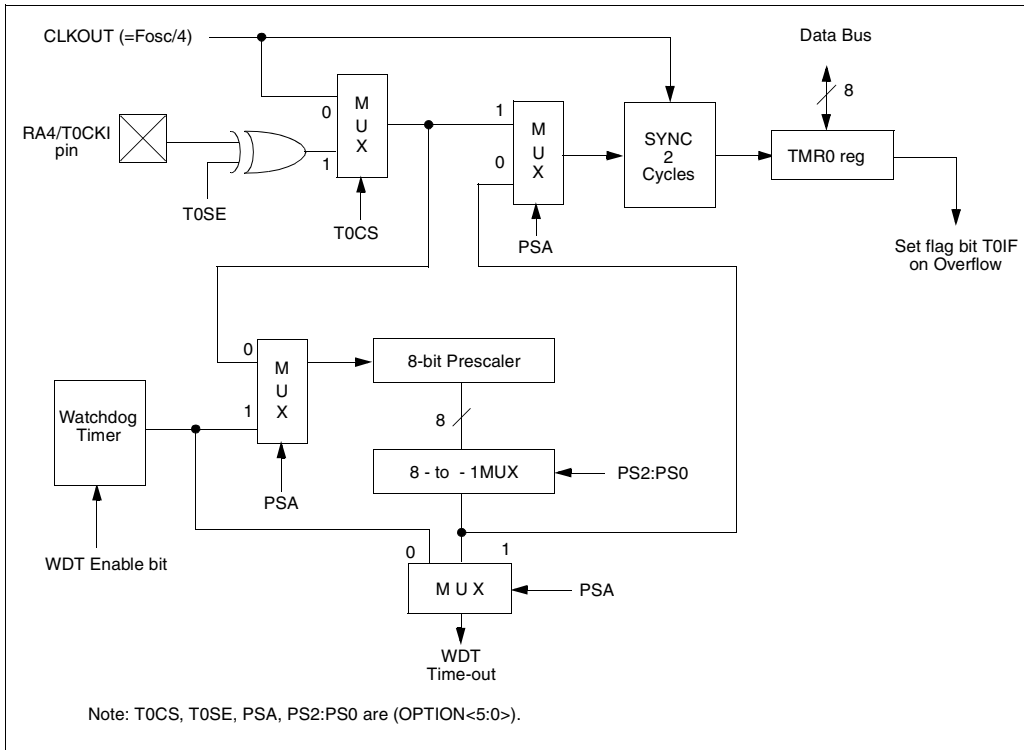 CLKOUT (=Fosc/4)
Data Bus
8
RA4/T0CKI
pin
T0SE
0
1
M
U
X
T0CS
1
0
M
U
X
PSA
SYNC
2
Cycles
TMR0 reg
Set flag bit T0IF
on Overflow
0
1
M
U
X
PSA
8-bit Prescaler
8
Watchdog
Timer
WDT Enable bit
8 - to - 1MUX
PS2:PS0
0
1
M U X
PSA
WDT
Time-out
Note: T0CS, T0SE, PSA, PS2:PS0 are (OPTION<5:0>).